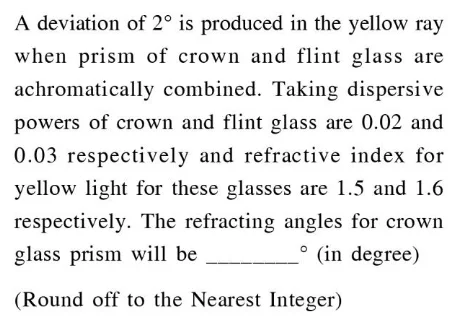 A deviation of 2° is produced in the yellow ray
when prism of crown and flint glass are
achromatically combined. Taking dispersive
powers of crown and flint glass are 0.02 and
0.03 respectively and refractive index for
yellow light for these glasses are 1.5 and 1.6
respectively. The refracting angles for crown
glass prism will be ________° (in degree)
(Round off to the Nearest Integer)